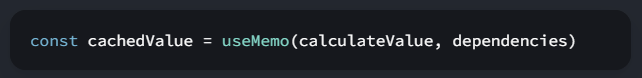 const cachedValue = useMemo(calculateValue, dependencies)